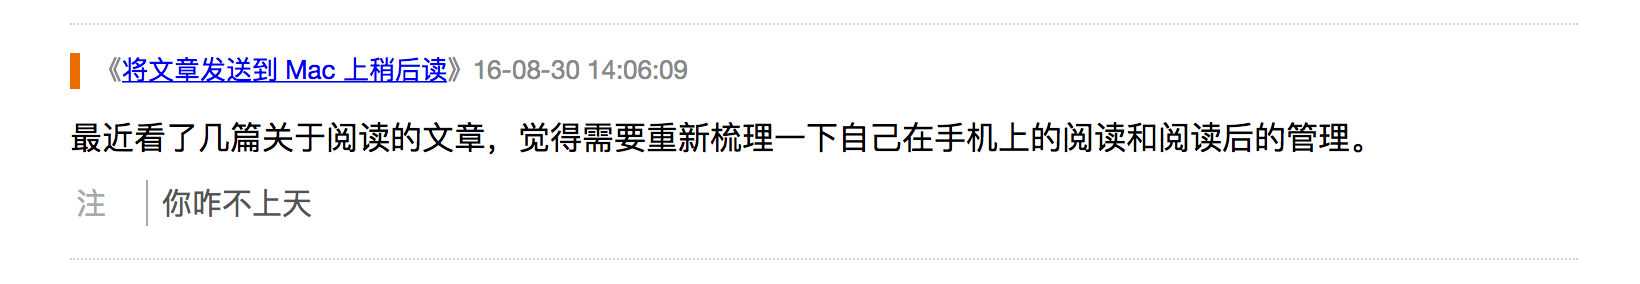 《将文章发送到 Mac 上稍后读》16-08-30 14:06:09
最近看了几篇关于阅读的文章，觉得需要重新梳理一下自己在手机上的阅读和阅读后的管理。
注 你咋不上天